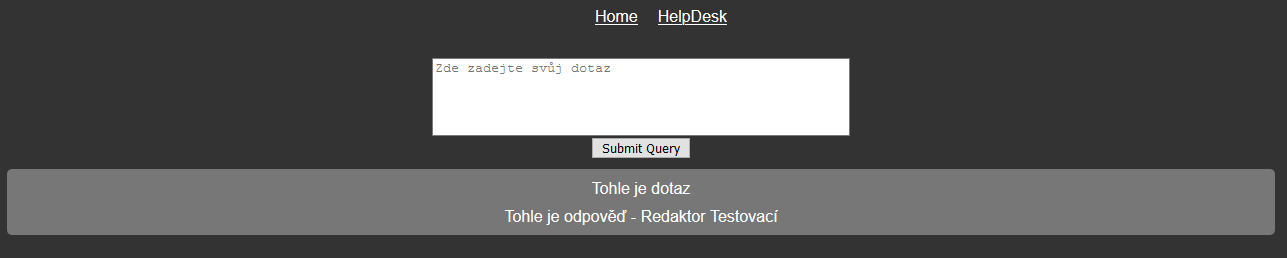 Home HelpDesk
Zde zadejte svůj dotaz
Submit Query
Tohle je dotaz
Tohle je odpověď - Redaktor Testovací